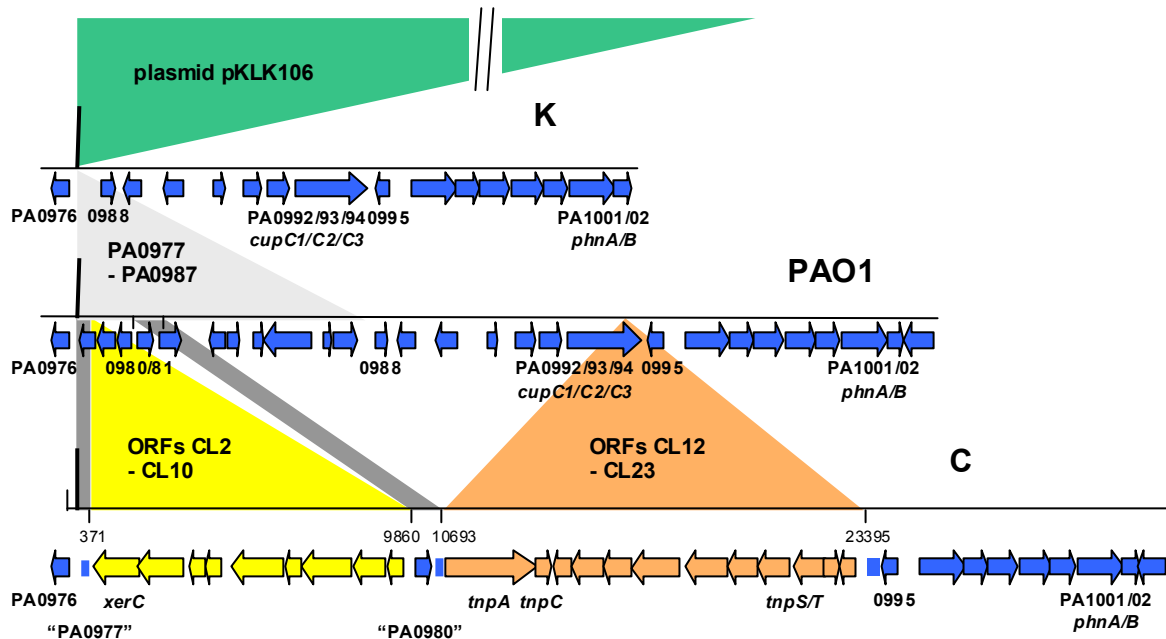 plasmid pKLK106
K
PA0976 0988 PA0992/93/94 0995 PA1001/02
cupC1/C2/C3 phnA/B
PA0977
- PA0987
PAO1
PA0976 0980/81 0988 PA0992/93/94 0995 PA1001/02
cupC1/C2/C3 phnA/B
ORFs CL2
- CL10
ORFs CL12
- CL23
C
371 9860 10693 23395
PA0976 xerC tnpA tnpC tnpS/T 0995 PA1001/02
phnA/B
“PA0977” “PA0980”